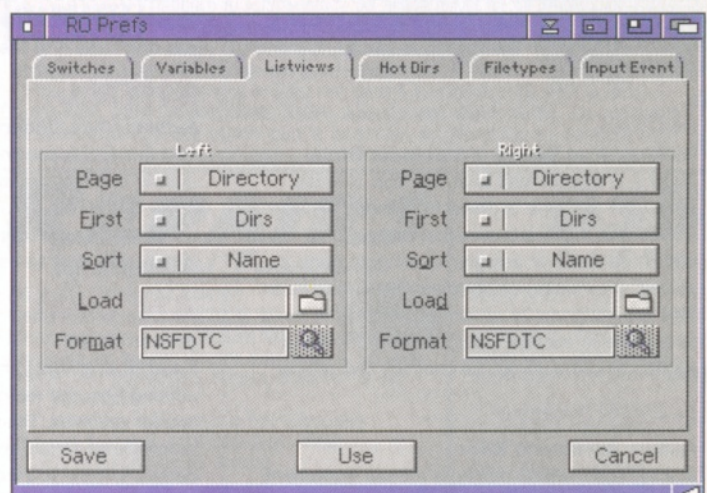 RO Prefs
Switches Variables Listviews Hot Dirs Filetypes Input Event
Left
Page Directory
First Dirs
Sort Name
Load
Format NSFDTC
Right
Page Directory
First Dirs
Sort Name
Load
Format NSFDTC
Save Use Cancel